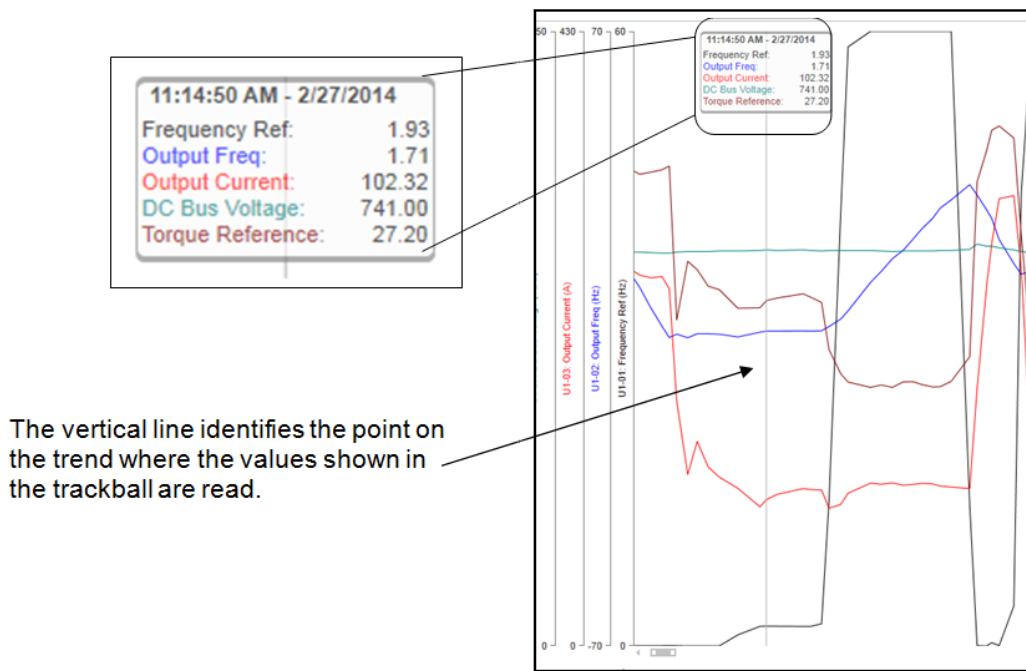 11:14:50 AM - 2/27/2014
Frequency Ref: 1.93
Output Freq: 1.71
Output Current: 102.32
DC Bus Voltage: 741.00
Torque Reference: 27.20
The vertical line identifies the point on
the trend where the values shown in
the trackball are read.
50 430 70 60
11:14:50 AM - 2/27/2014
Frequency Ref: 1.93
Output Freq: 1.71
Output Current: 102.32
DC Bus Voltage: 741.00
Torque Reference: 27.20
U1-03: Output Current (A)
U1-02: Output Freq (Hz)
U1-01: Frequency Ref (Hz)
0 0 -70 0